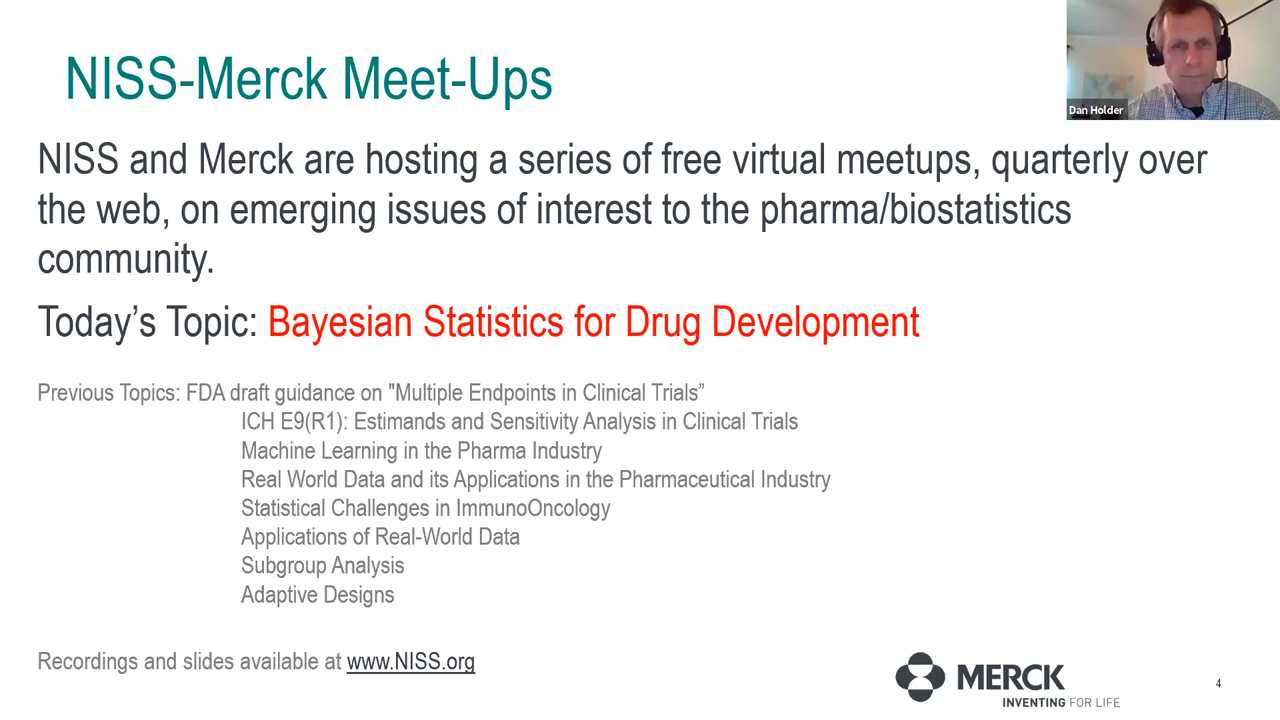 NISS-Merck Meet-Ups
Dan Holder
NISS and Merck are hosting a series of free virtual meetups, quarterly over
the web, on emerging issues of interest to the pharma/biostatistics
community.
Today’s Topic: Bayesian Statistics for Drug Development
Previous Topics: FDA draft guidance on "Multiple Endpoints in Clinical Trials”
ICH E9(R1): Estimands and Sensitivity Analysis in Clinical Trials
Machine Learning in the Pharma Industry
Real World Data and its Applications in the Pharmaceutical Industry
Statistical Challenges in ImmunoOncology
Applications of Real-World Data
Subgroup Analysis
Adaptive Designs
Recordings and slides available at www.NISS.org
MERCK
INVENTING FOR LIFE
4